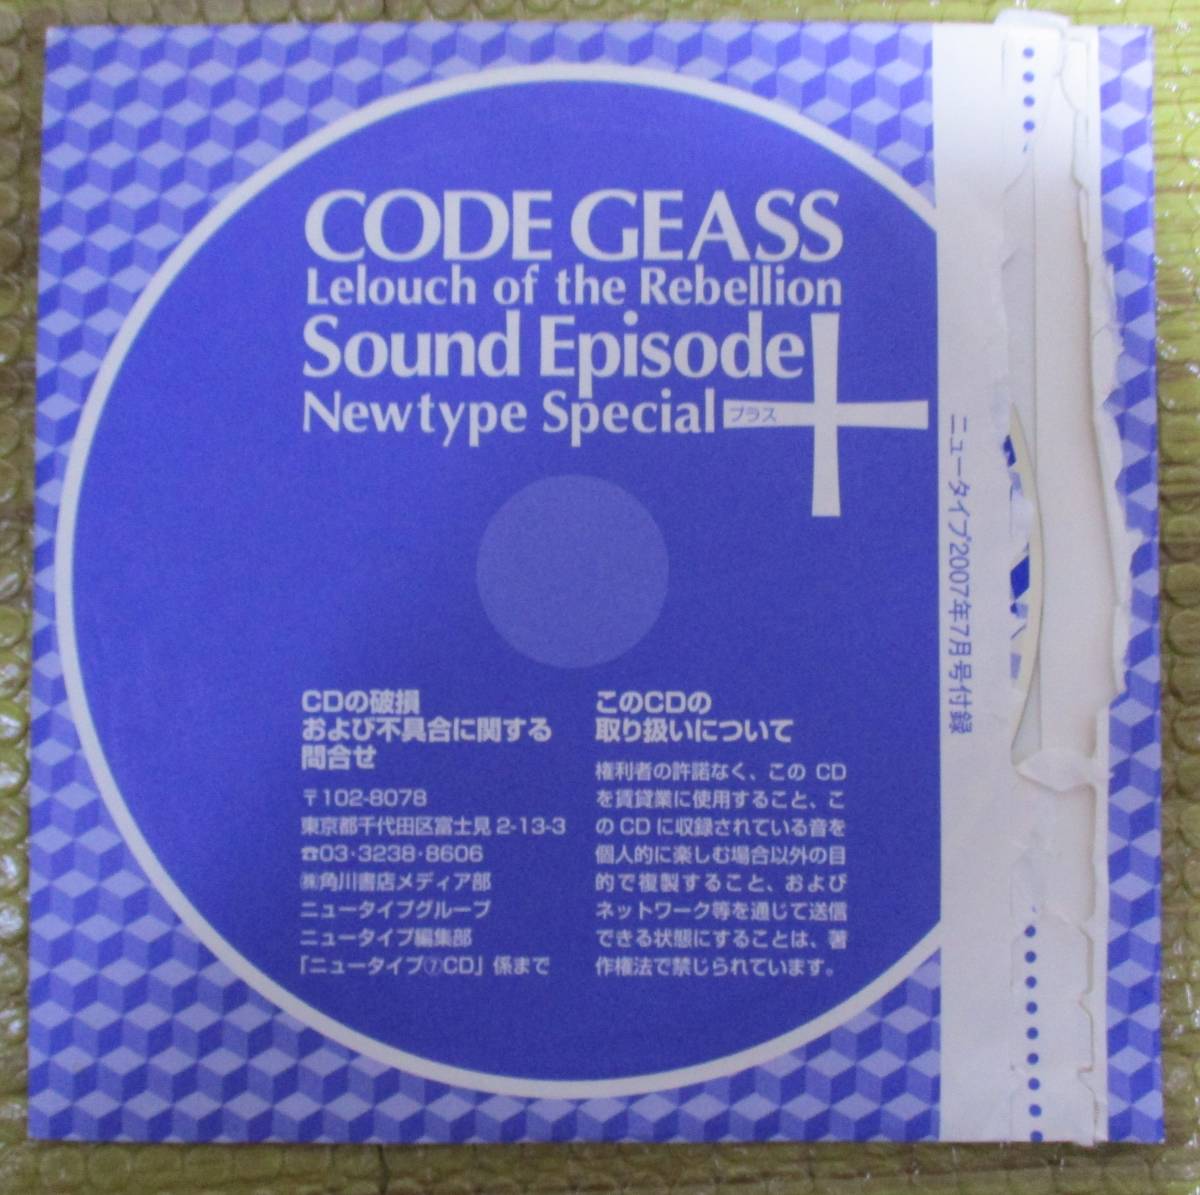 CODE GEASS
Lelouch of the Rebellion
Sound Episode
Newtype Special
プラス
ニュータイプ2007年7月号付録
CDの破損
および不具合に関する
問合せ
〒102-8078
東京都千代田区富士見 2-13-3
☎03・3238・8606
㈱角川書店メディア部
ニュータイプグループ
ニュータイプ編集部
「ニュータイプ⑦CD」係まで
このCDの
取り扱いについて
権利者の許諾なく、この CD
を賃貸業に使用すること、こ
の CD に収録されている音を
個人的に楽しむ場合以外の目
的で複製すること、および
ネットワーク等を通じて送信
できる状態にすることは、著
作権法で禁じられています。